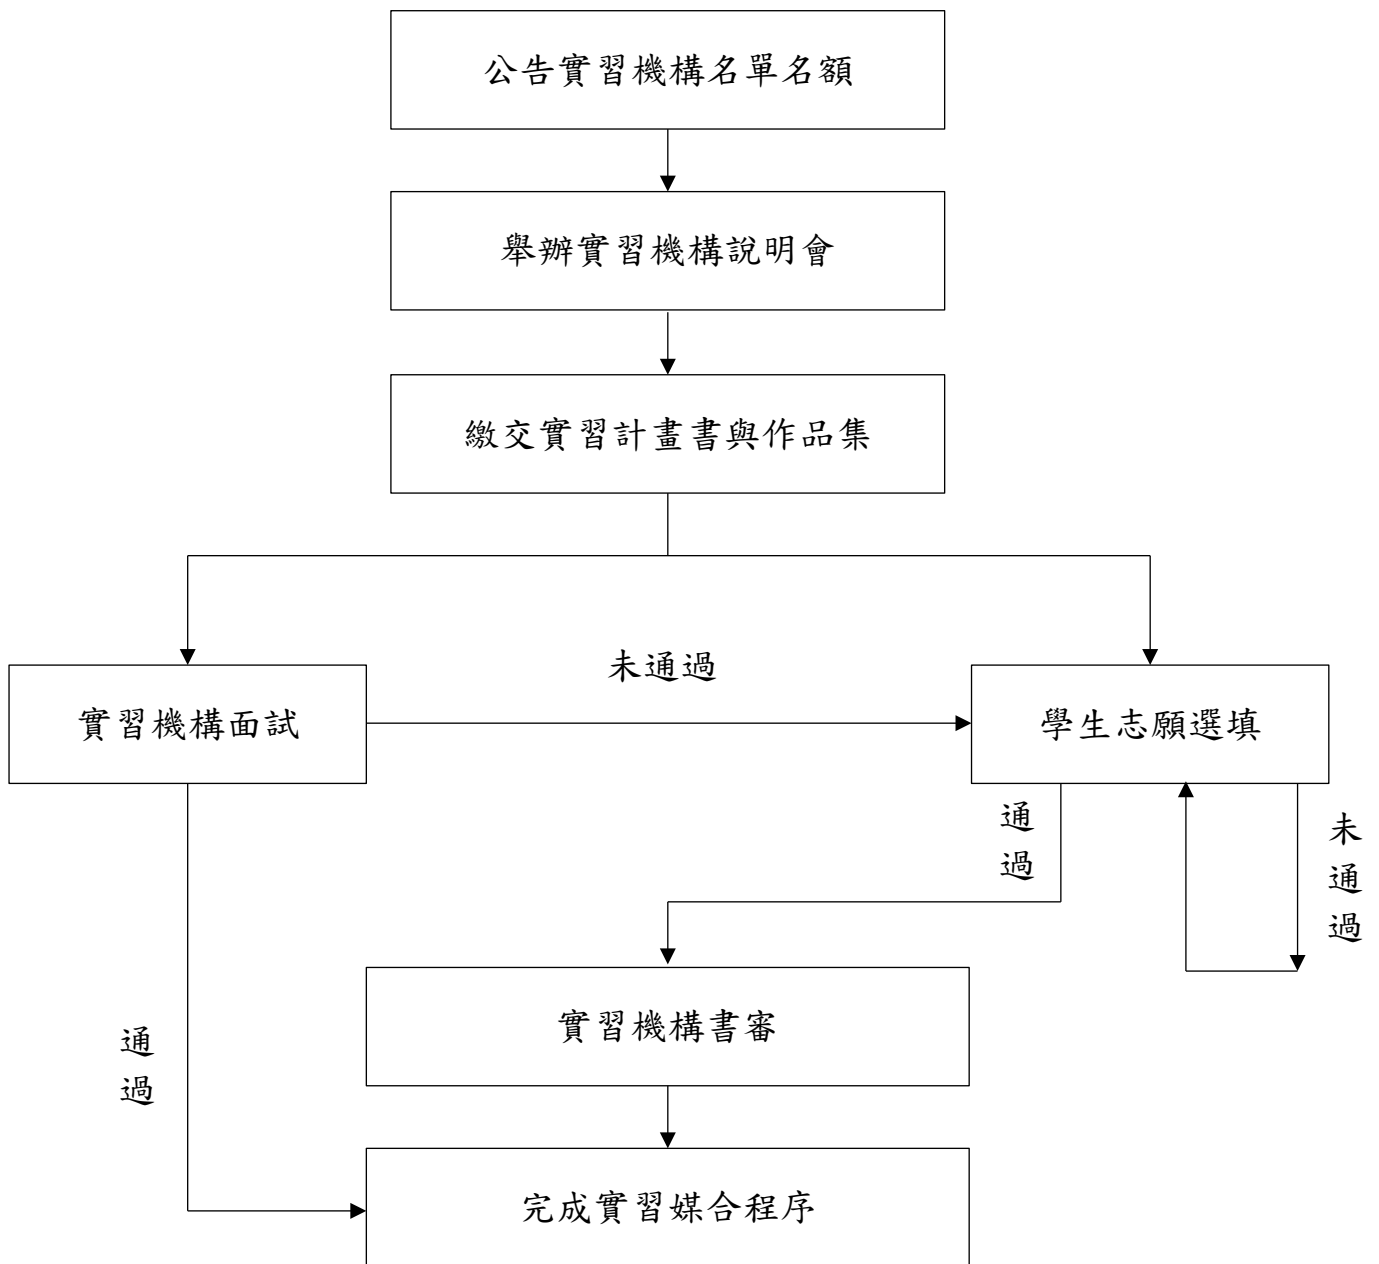 公告實習機構名單名額
舉辦實習機構說明會
繳交實習計畫書與作品集
未通過
實習機構面試
學生志願選填
通
過
未
通
過
實習機構書審
通
過
完成實習媒合程序